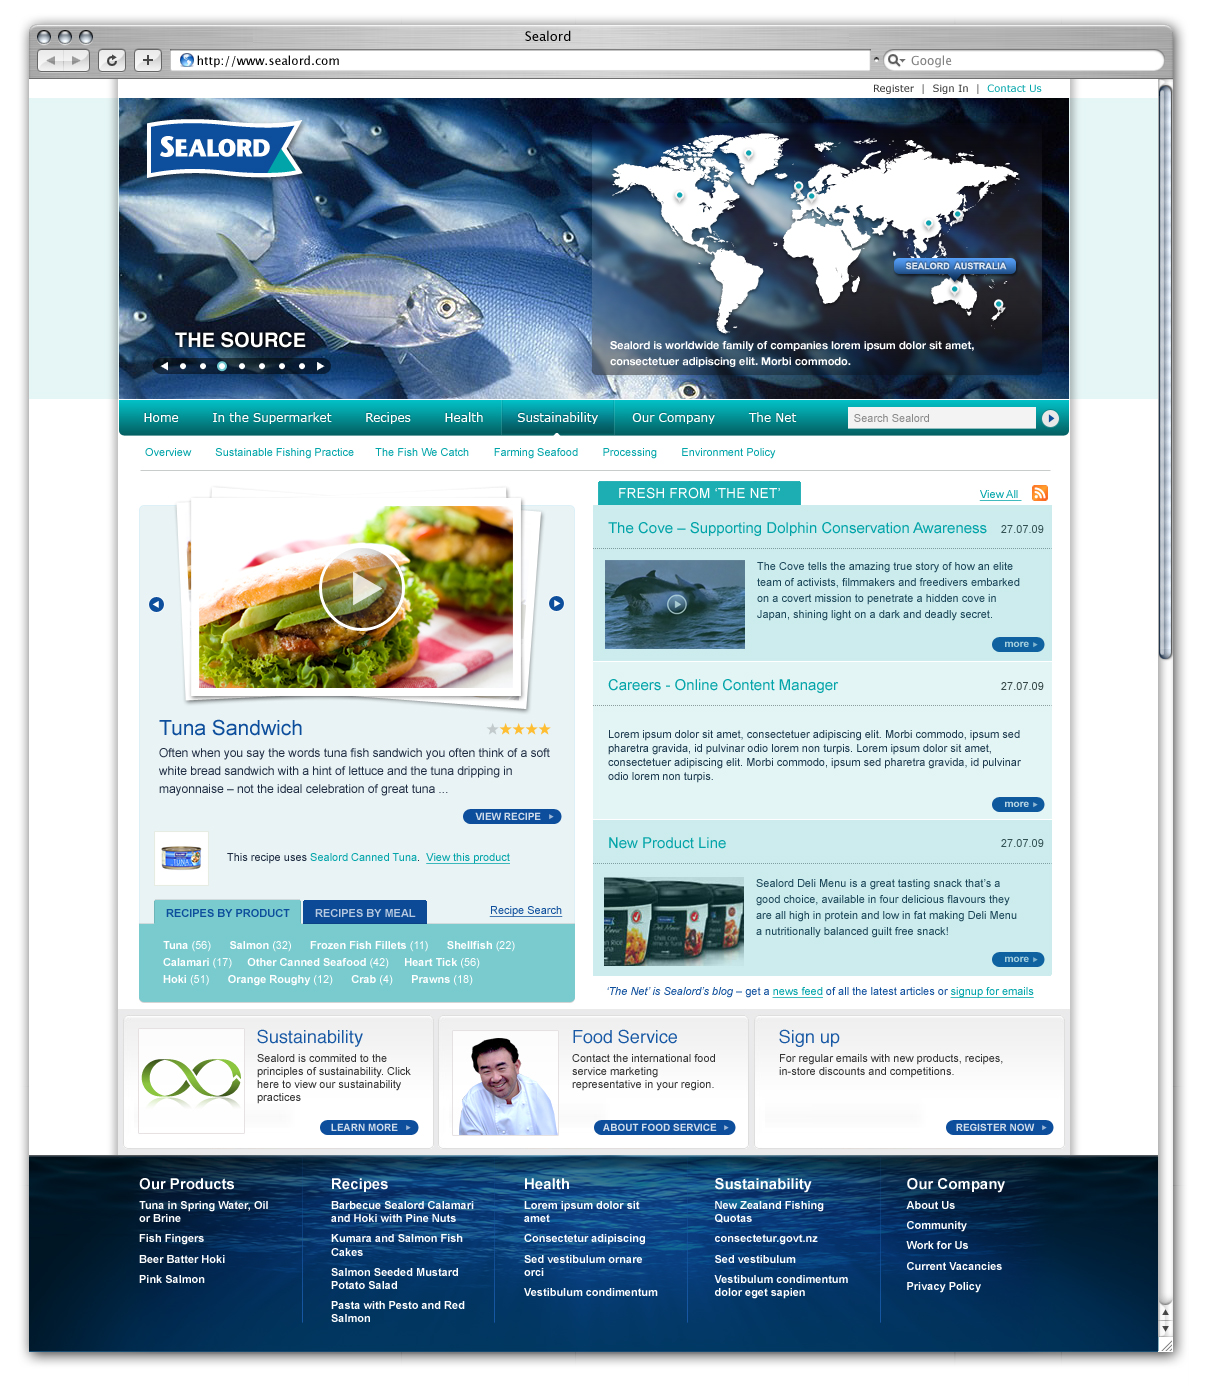 Sealord
http://www.sealord.com
Google
Register | Sign In | Contact Us
SEALORD
SEALORD AUSTRALIA
THE SOURCE
Sealord is worldwide family of companies lorem ipsum dolor sit amet,
consectetuer adipiscing elit. Morbi commodo.
Home In the Supermarket Recipes Health Sustainability Our Company The Net Search Sealord
Overview Sustainable Fishing Practice The Fish We Catch Farming Seafood Processing Environment Policy
Tuna Sandwich
Often when you say the words tuna fish sandwich you often think of a soft
white bread sandwich with a hint of lettuce and the tuna dripping in
mayonnaise – not the ideal celebration of great tuna ...
VIEW RECIPE
TUNA
This recipe uses Sealord Canned Tuna. View this product
RECIPES BY PRODUCT RECIPES BY MEAL Recipe Search
Tuna (56) Salmon (32) Frozen Fish Fillets (11) Shellfish (22)
Calamari (17) Other Canned Seafood (42) Heart Tick (56)
Hoki (51) Orange Roughy (12) Crab (4) Prawns (18)
FRESH FROM ‘THE NET’ View All
The Cove – Supporting Dolphin Conservation Awareness 27.07.09
The Cove tells the amazing true story of how an elite
team of activists, filmmakers and freedivers embarked
on a covert mission to penetrate a hidden cove in
Japan, shining light on a dark and deadly secret.
more
Careers - Online Content Manager 27.07.09
Lorem ipsum dolor sit amet, consectetuer adipiscing elit. Morbi commodo, ipsum sed
pharetra gravida, id pulvinar odio lorem non turpis. Lorem ipsum dolor sit amet,
consectetuer adipiscing elit. Morbi commodo, ipsum sed pharetra gravida, id pulvinar
odio lorem non turpis.
more
New Product Line 27.07.09
Sealord Deli Menu is a great tasting snack that’s a
good choice, available in four delicious flavours they
are all high in protein and low in fat making Deli Menu
a nutritionally balanced guilt free snack!
more
‘The Net’ is Sealord’s blog – get a news feed of all the latest articles or signup for emails
Sustainability
Sealord is commited to the
principles of sustainability. Click
here to view our sustainability
practices
LEARN MORE
Food Service
Contact the international food
service marketing
representative in your region.
ABOUT FOOD SERVICE
Sign up
For regular emails with new products, recipes,
in-store discounts and competitions.
REGISTER NOW
Our Products
Tuna in Spring Water, Oil
or Brine
Fish Fingers
Beer Batter Hoki
Pink Salmon
Recipes
Barbecue Sealord Calamari
and Hoki with Pine Nuts
Kumara and Salmon Fish
Cakes
Salmon Seeded Mustard
Potato Salad
Pasta with Pesto and Red
Salmon
Health
Lorem ipsum dolor sit
amet
Consectetur adipiscing
Sed vestibulum ornare
orci
Vestibulum condimentum
Sustainability
New Zealand Fishing
Quotas
consectetur.govt.nz
Sed vestibulum
Vestibulum condimentum
dolor eget sapien
Our Company
About Us
Community
Work for Us
Current Vacancies
Privacy Policy